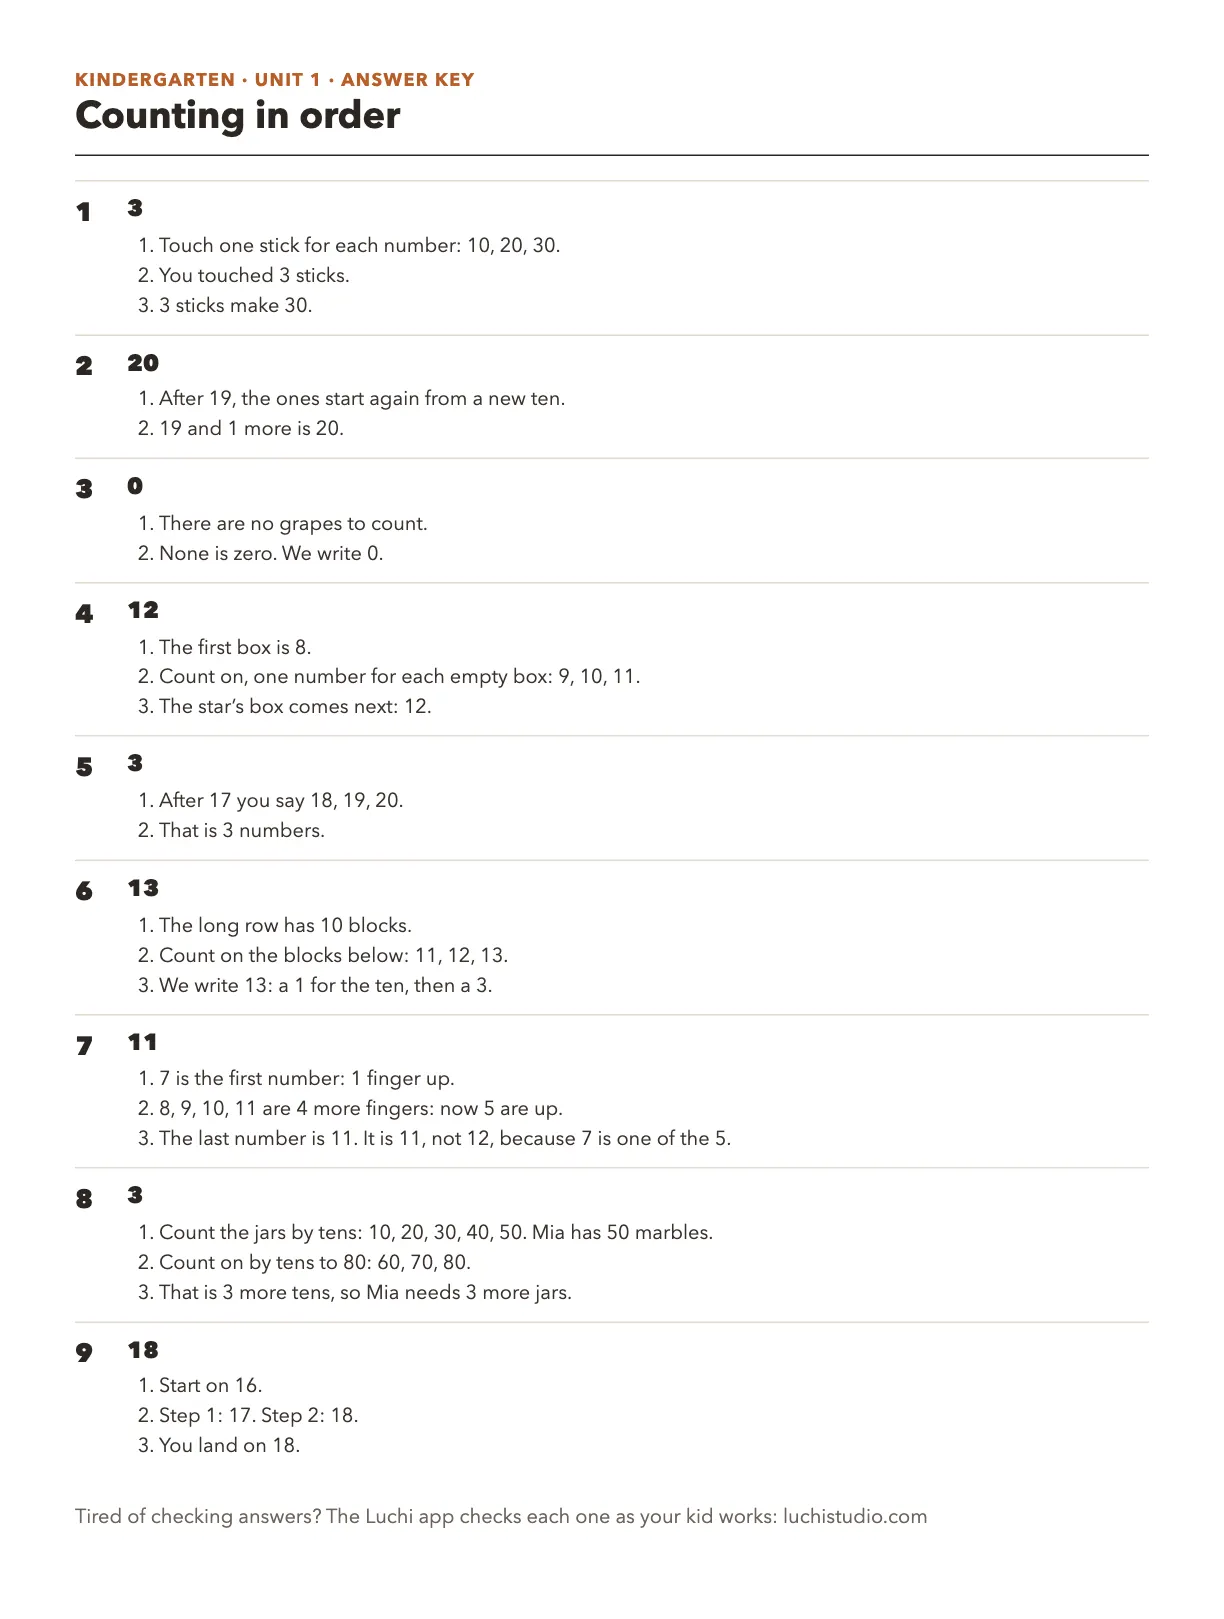 KINDERGARTEN · UNIT 1 · ANSWER KEY
Counting in order
1 3
1. Touch one stick for each number: 10, 20, 30.
2. You touched 3 sticks.
3. 3 sticks make 30.
2 20
1. After 19, the ones start again from a new ten.
2. 19 and 1 more is 20.
3 0
1. There are no grapes to count.
2. None is zero. We write 0.
4 12
1. The first box is 8.
2. Count on, one number for each empty box: 9, 10, 11.
3. The star’s box comes next: 12.
5 3
1. After 17 you say 18, 19, 20.
2. That is 3 numbers.
6 13
1. The long row has 10 blocks.
2. Count on the blocks below: 11, 12, 13.
3. We write 13: a 1 for the ten, then a 3.
7 11
1. 7 is the first number: 1 finger up.
2. 8, 9, 10, 11 are 4 more fingers: now 5 are up.
3. The last number is 11. It is 11, not 12, because 7 is one of the 5.
8 3
1. Count the jars by tens: 10, 20, 30, 40, 50. Mia has 50 marbles.
2. Count on by tens to 80: 60, 70, 80.
3. That is 3 more tens, so Mia needs 3 more jars.
9 18
1. Start on 16.
2. Step 1: 17. Step 2: 18.
3. You land on 18.
Tired of checking answers? The Luchi app checks each one as your kid works: luchistudio.com